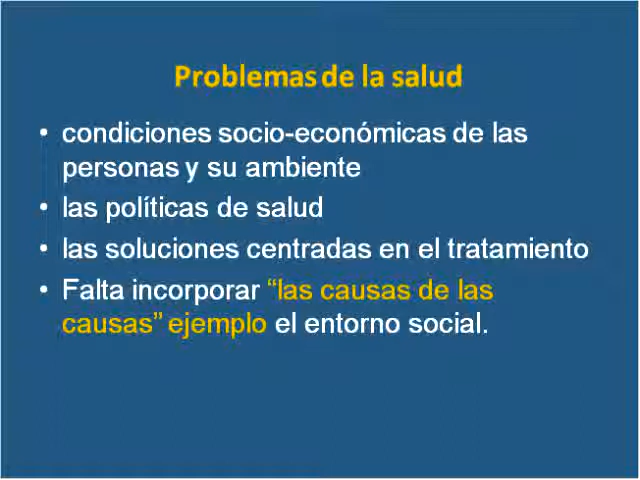 Problemas de la salud
• condiciones socio-económicas de las
personas y su ambiente
• las políticas de salud
• las soluciones centradas en el tratamiento
• Falta incorporar “las causas de las
causas” ejemplo el entorno social.